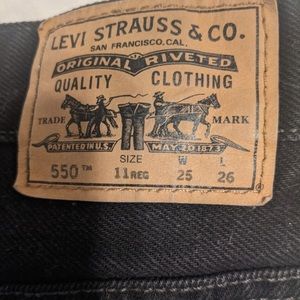 LEVI STRAUSS & CO.
SAN FRANCISCO, CAL.
ORIGINAL RIVETED
QUALITY CLOTHING
TRADE MARK
PATENTED IN U.S. MAY 20 1873
SIZE W L
550™ 11 REG 25 26
®